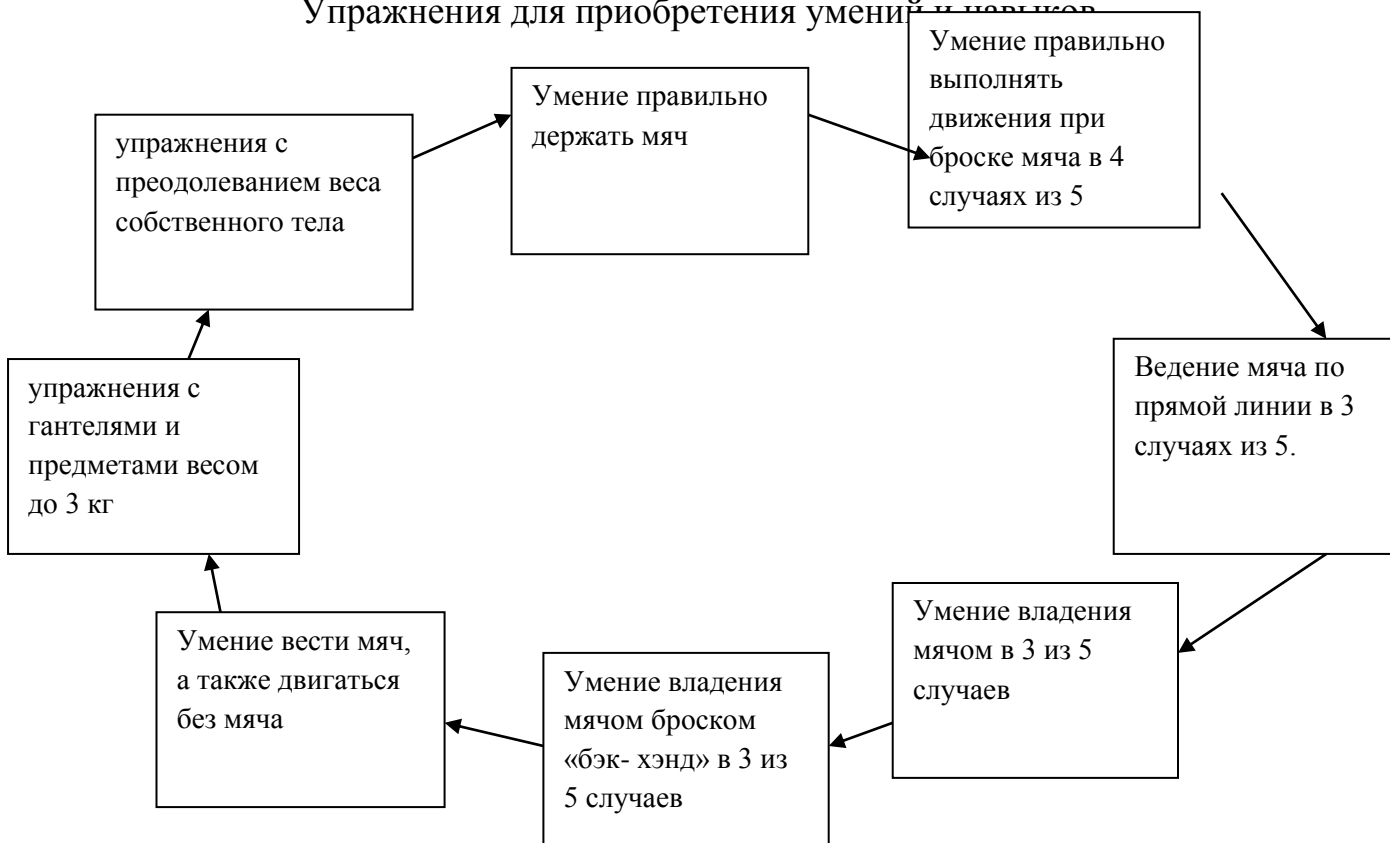 Упражнения для приобретения умений и навыков
Умение правильно
выполнять
движения при
броске мяча в 4
случаях из 5
Умение правильно
держать мяч
упражнения с
преодолеванием веса
собственного тела
Ведение мяча по
прямой линии в 3
случаях из 5.
упражнения с
гантелями и
предметами весом
до 3 кг
Умение владения
мячом в 3 из 5
случаев
Умение вести мяч,
а также двигаться
без мяча
Умение владения
мячом броском
«бэк- хэнд» в 3 из
5 случаев